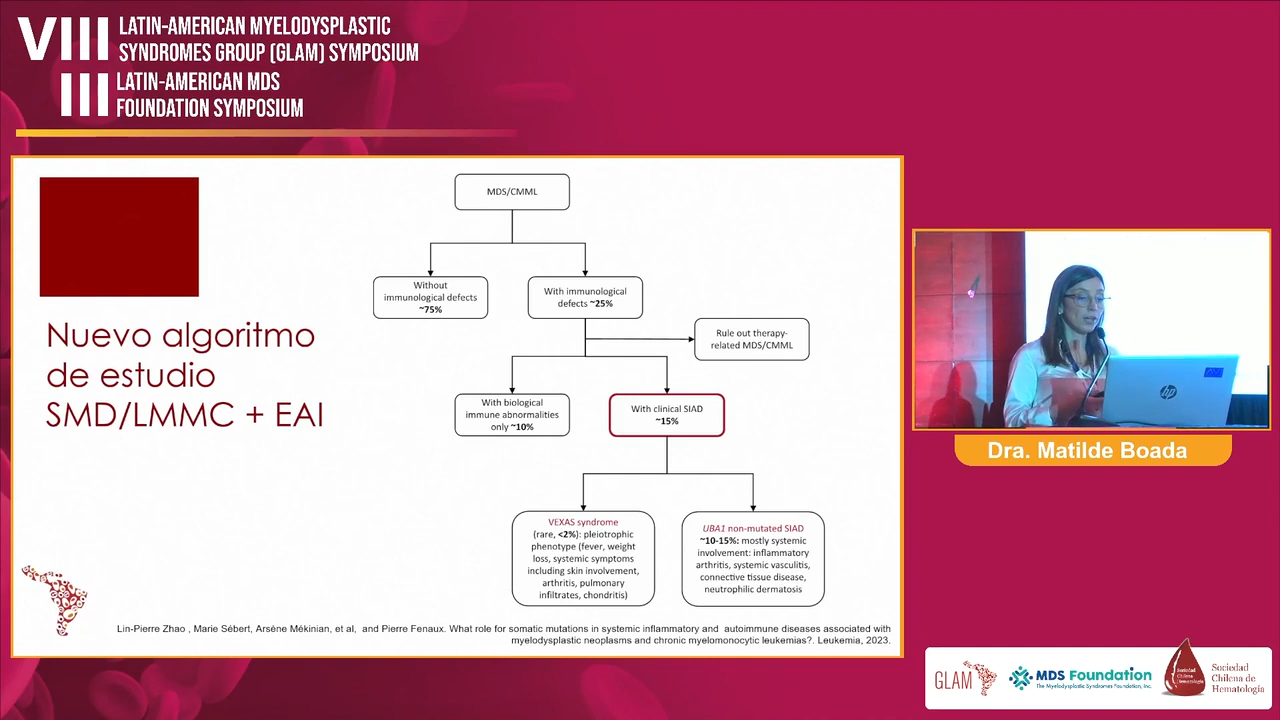 VIII
LATIN-AMERICAN MYELODYSPLASTIC
SYNDROMES GROUP (GLAM) SYMPOSIUM
III
LATIN-AMERICAN MDS
FOUNDATION SYMPOSIUM
Nuevo algoritmo
de estudio
SMD/LMMC + EAI
MDS/CMML
Without
immunological defects
~75%
With immunological
defects ~25%
Rule out therapy-
related MDS/CMML
With biological
immune abnormalities
only ~10%
With clinical SIAD
~15%
VEXAS syndrome
(rare, <2%): pleiotrophic
phenotype (fever, weight
loss, systemic symptoms
including skin involvement,
arthritis, pulmonary
infiltrates, chondritis)
UBA1 non-mutated SIAD
~10-15%: mostly systemic
involvement: inflammatory
arthritis, systemic vasculitis,
connective tissue disease,
neutrophilic dermatosis
Lin-Pierre Zhao , Marie Sébert, Arsène Mékinian, et al, and Pierre Fenaux. What role for somatic mutations in systemic inflammatory and autoimmune diseases associated with
myelodysplastic neoplasms and chronic myelomonocytic leukemias?. Leukemia, 2023.
hp
Dra. Matilde Boada
GLAM
MDS Foundation
The Myelodysplastic Syndromes Foundation, Inc.
Sociedad
Chilena de
Hematología
Sociedad
Chilena de
Hematología